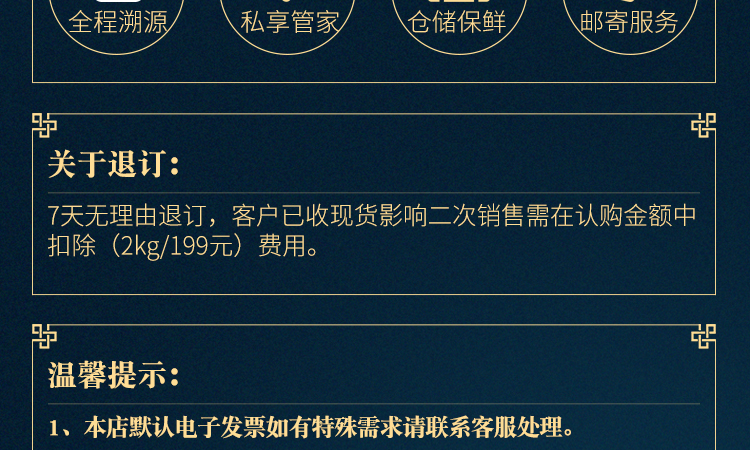 全程溯源 私享管家 仓储保鲜 邮寄服务
关于退订：
7天无理由退订，客户已收现货影响二次销售需在认购金额中
扣除（2kg/199元）费用。
温馨提示：
1、本店默认电子发票如有特殊需求请联系客服处理。